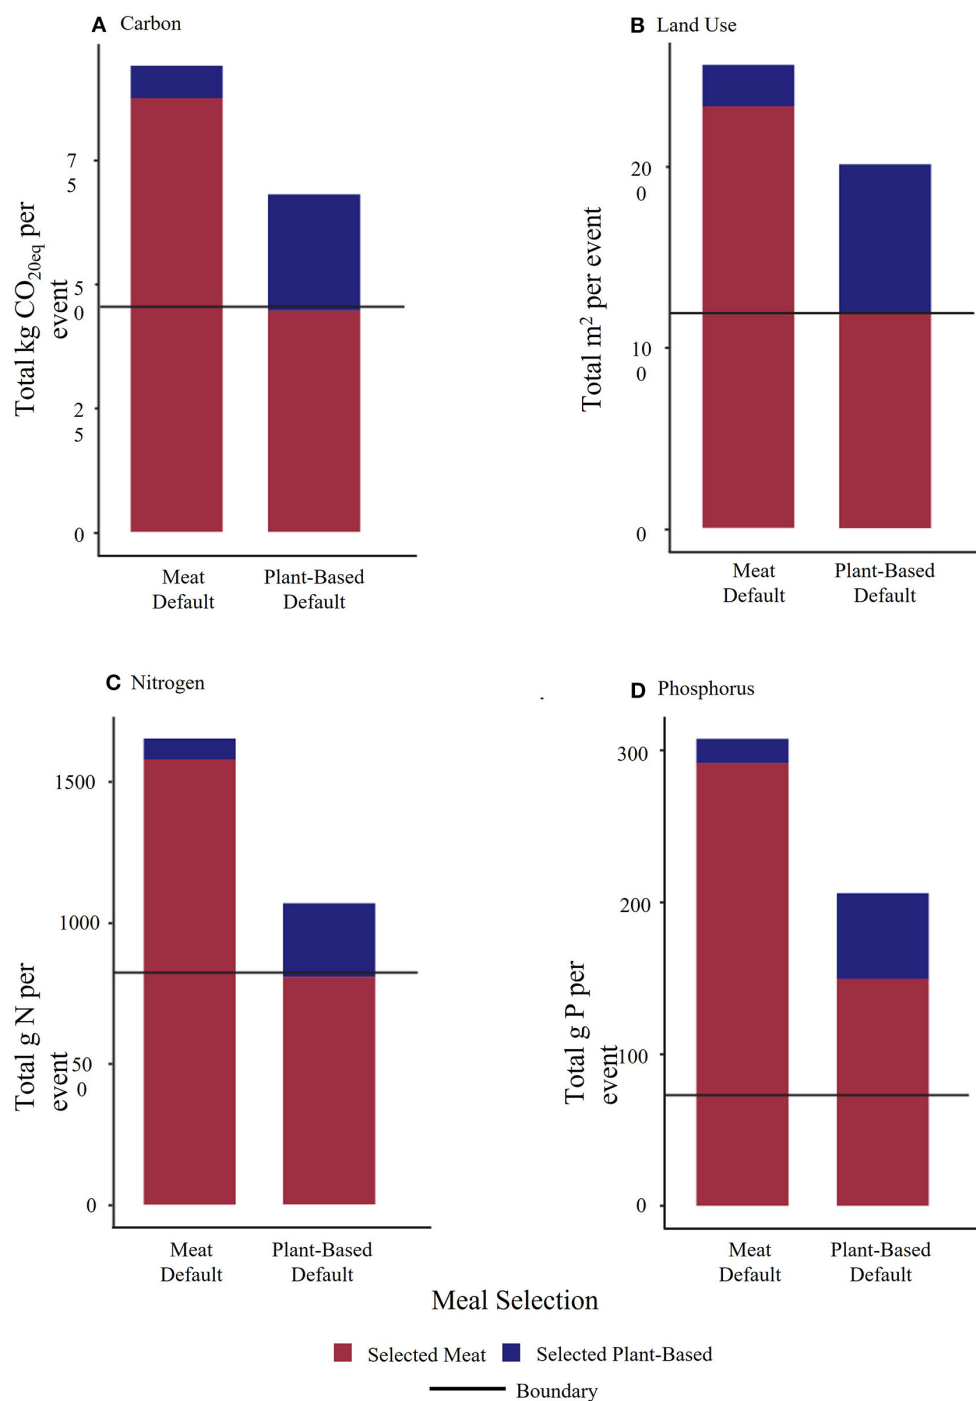 A Carbon
Total kg CO20eq per
event
7
5
5
0
2
5
0
Meat
Default
Plant-Based
Default
B Land Use
Total m2 per event
20
0
10
0
0
Meat
Default
Plant-Based
Default
C Nitrogen
Total g N per
event
1500
1000
50
0
0
Meat
Default
Plant-Based
Default
D Phosphorus
Total g P per
event
300
200
100
0
Meat
Default
Plant-Based
Default
Meal Selection
Selected Meat Selected Plant-Based
Boundary